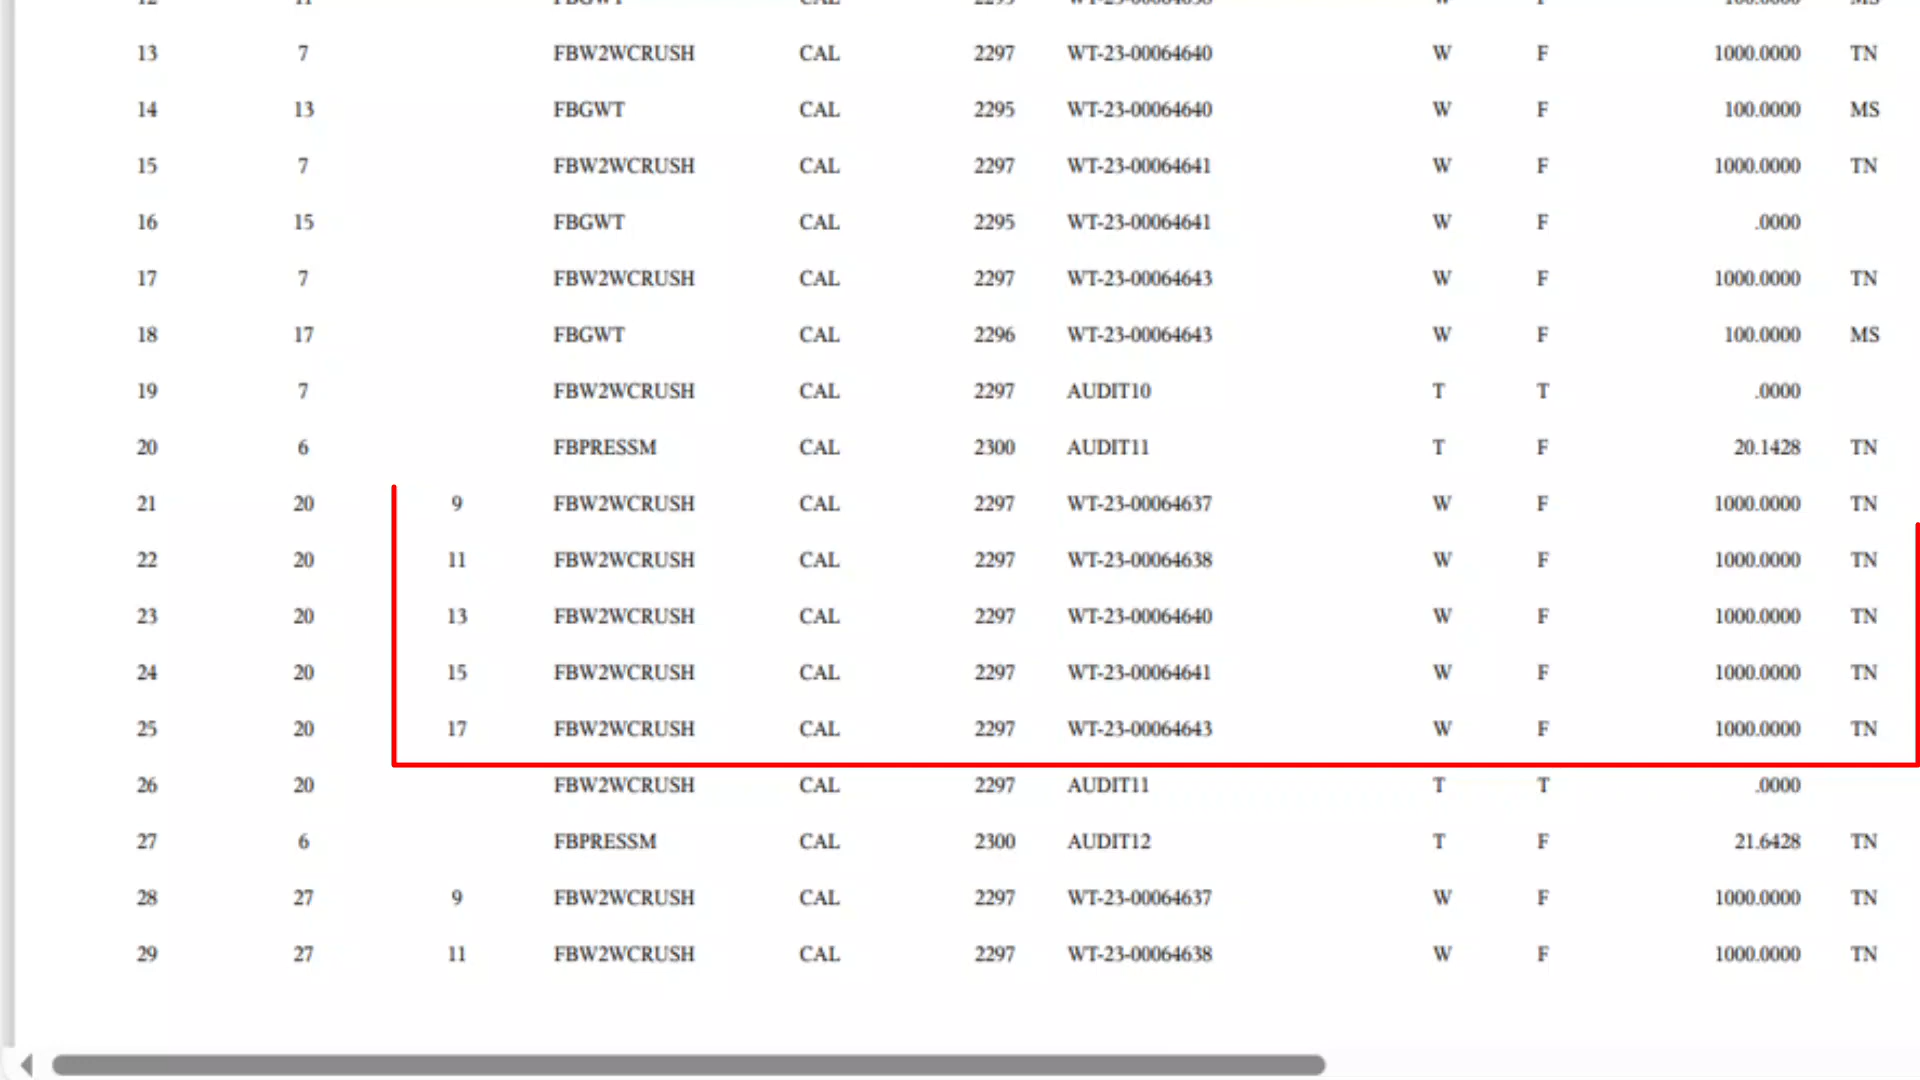 13 7 FBW2WCRUSH CAL 2297 WT-23-00064640 W F 1000.0000 TN
14 13 FBGWT CAL 2295 WT-23-00064640 W F 100.0000 MS
15 7 FBW2WCRUSH CAL 2297 WT-23-00064641 W F 1000.0000 TN
16 15 FBGWT CAL 2295 WT-23-00064641 W F .0000
17 7 FBW2WCRUSH CAL 2297 WT-23-00064643 W F 1000.0000 TN
18 17 FBGWT CAL 2296 WT-23-00064643 W F 100.0000 MS
19 7 FBW2WCRUSH CAL 2297 AUDIT10 T T .0000
20 6 FBPRESSM CAL 2300 AUDIT11 T F 20.1428 TN
21 20 9 FBW2WCRUSH CAL 2297 WT-23-00064637 W F 1000.0000 TN
22 20 11 FBW2WCRUSH CAL 2297 WT-23-00064638 W F 1000.0000 TN
23 20 13 FBW2WCRUSH CAL 2297 WT-23-00064640 W F 1000.0000 TN
24 20 15 FBW2WCRUSH CAL 2297 WT-23-00064641 W F 1000.0000 TN
25 20 17 FBW2WCRUSH CAL 2297 WT-23-00064643 W F 1000.0000 TN
26 20 FBW2WCRUSH CAL 2297 AUDIT11 T T .0000
27 6 FBPRESSM CAL 2300 AUDIT12 T F 21.6428 TN
28 27 9 FBW2WCRUSH CAL 2297 WT-23-00064637 W F 1000.0000 TN
29 27 11 FBW2WCRUSH CAL 2297 WT-23-00064638 W F 1000.0000 TN